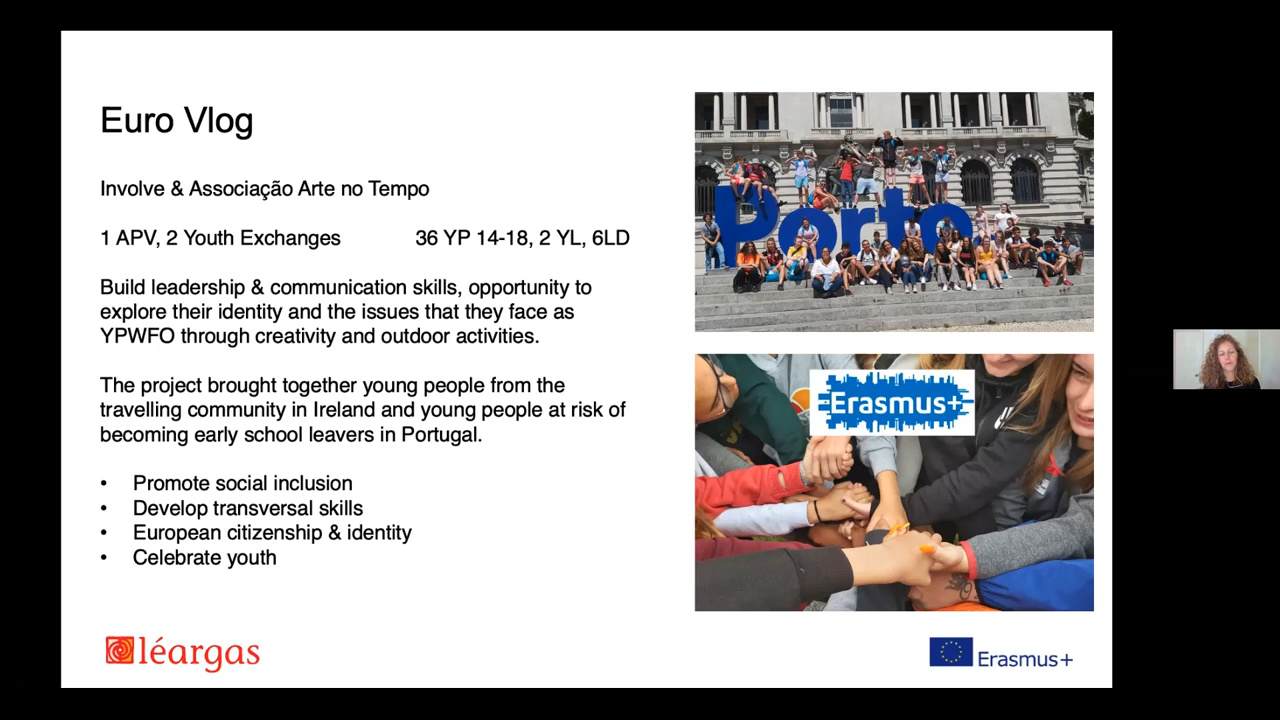 Euro Vlog
Involve & Associação Arte no Tempo
1 APV, 2 Youth Exchanges 36 YP 14-18, 2 YL, 6LD
Build leadership & communication skills, opportunity to
explore their identity and the issues that they face as
YPWFO through creativity and outdoor activities.
The project brought together young people from the
travelling community in Ireland and young people at risk of
becoming early school leavers in Portugal.
• Promote social inclusion
• Develop transversal skills
• European citizenship & identity
• Celebrate youth
Porto.
Erasmus+
léargas
Erasmus+